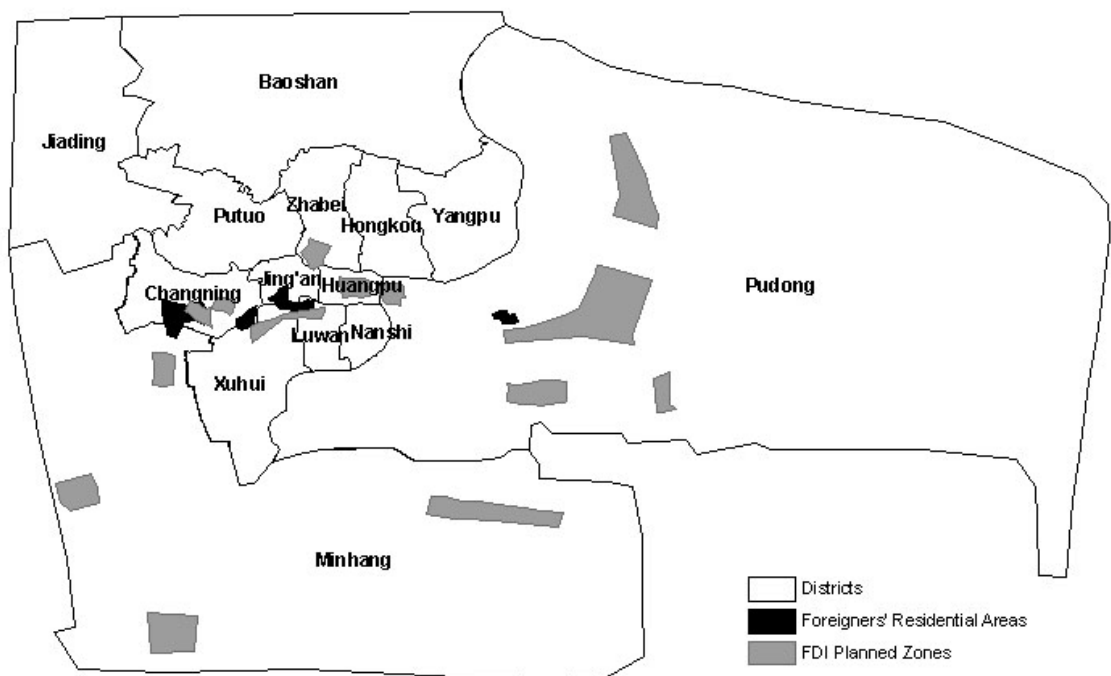 Baoshan
Jiading
Zhabei
Putuo
Hongkou
Yangpu
Jing'an
Huangpu
Changning
Pudong
Luwan
Nanshi
Xuhui
Minhang
Districts
Foreigners' Residential Areas
FDI Planned Zones